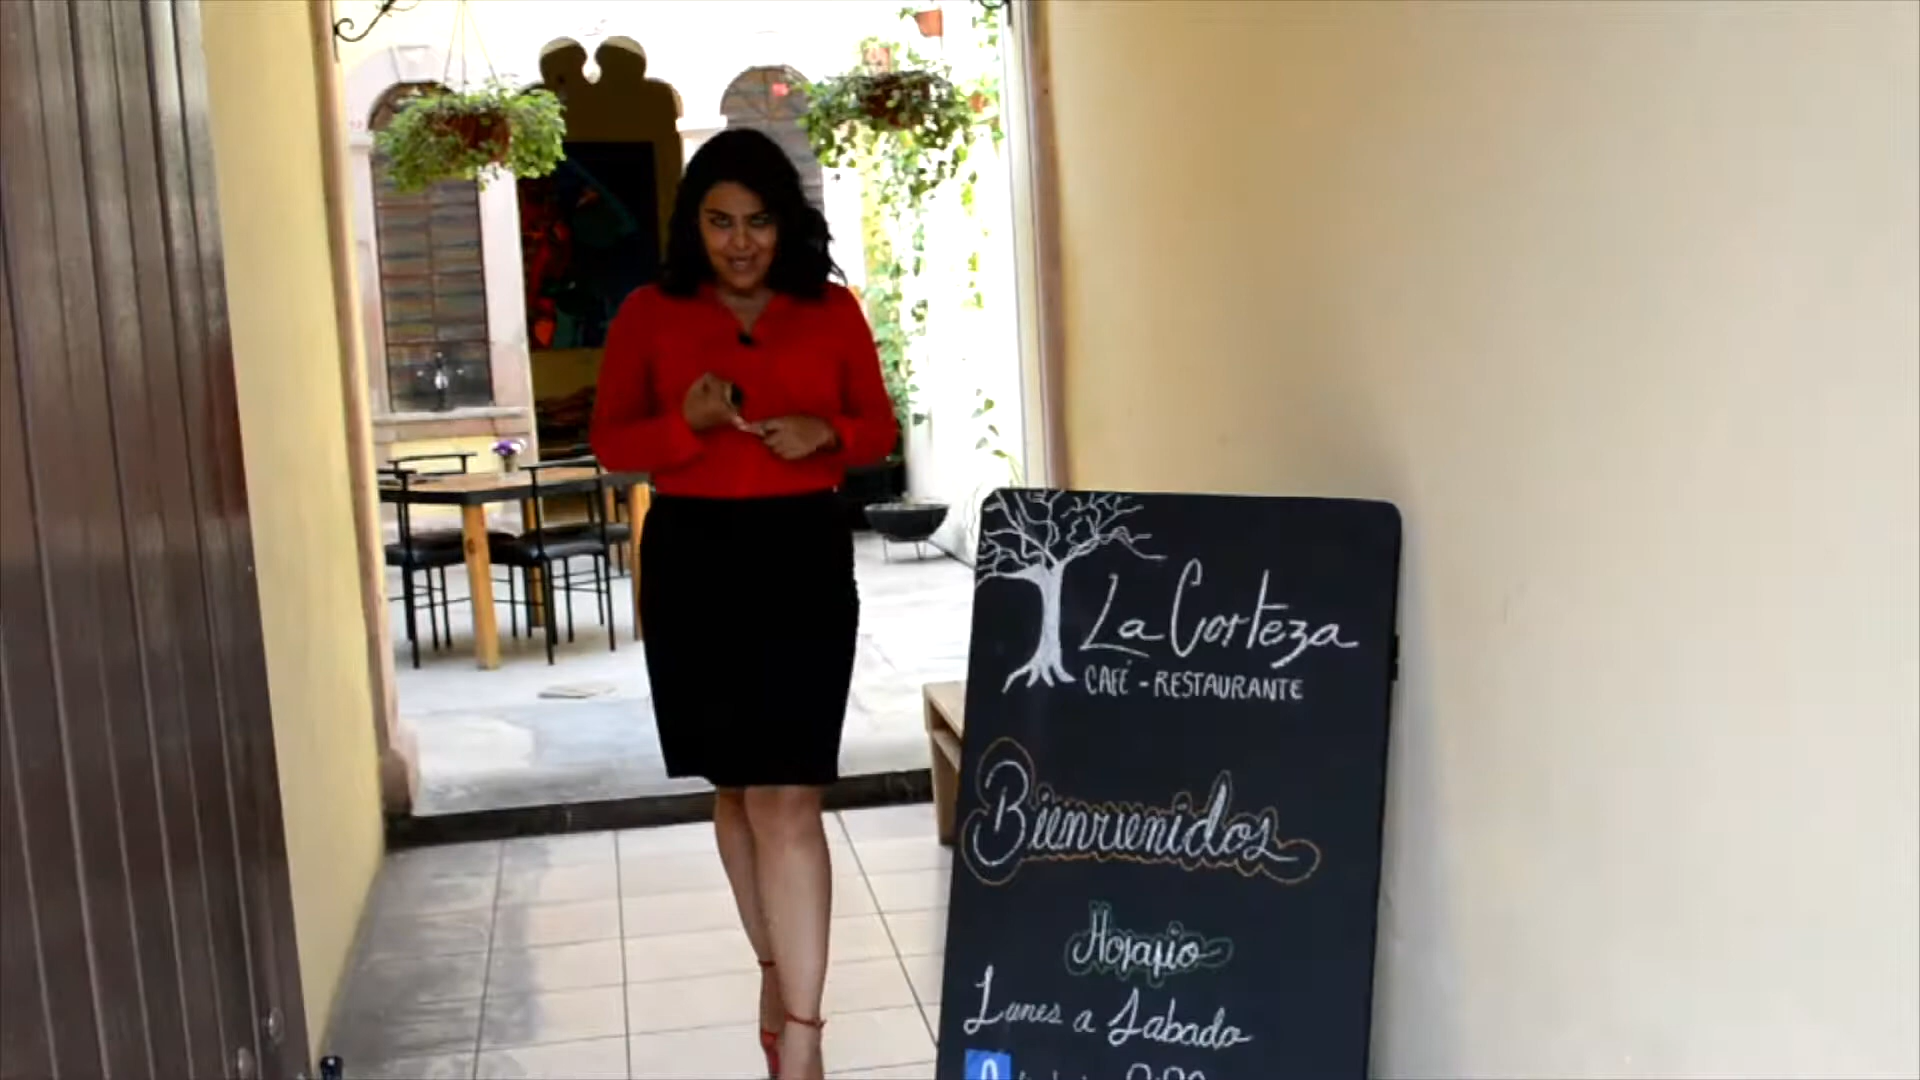 La Corteza
CAFÉ - RESTAURANTE
Bienvenidos
Horario
Lunes a Sabado